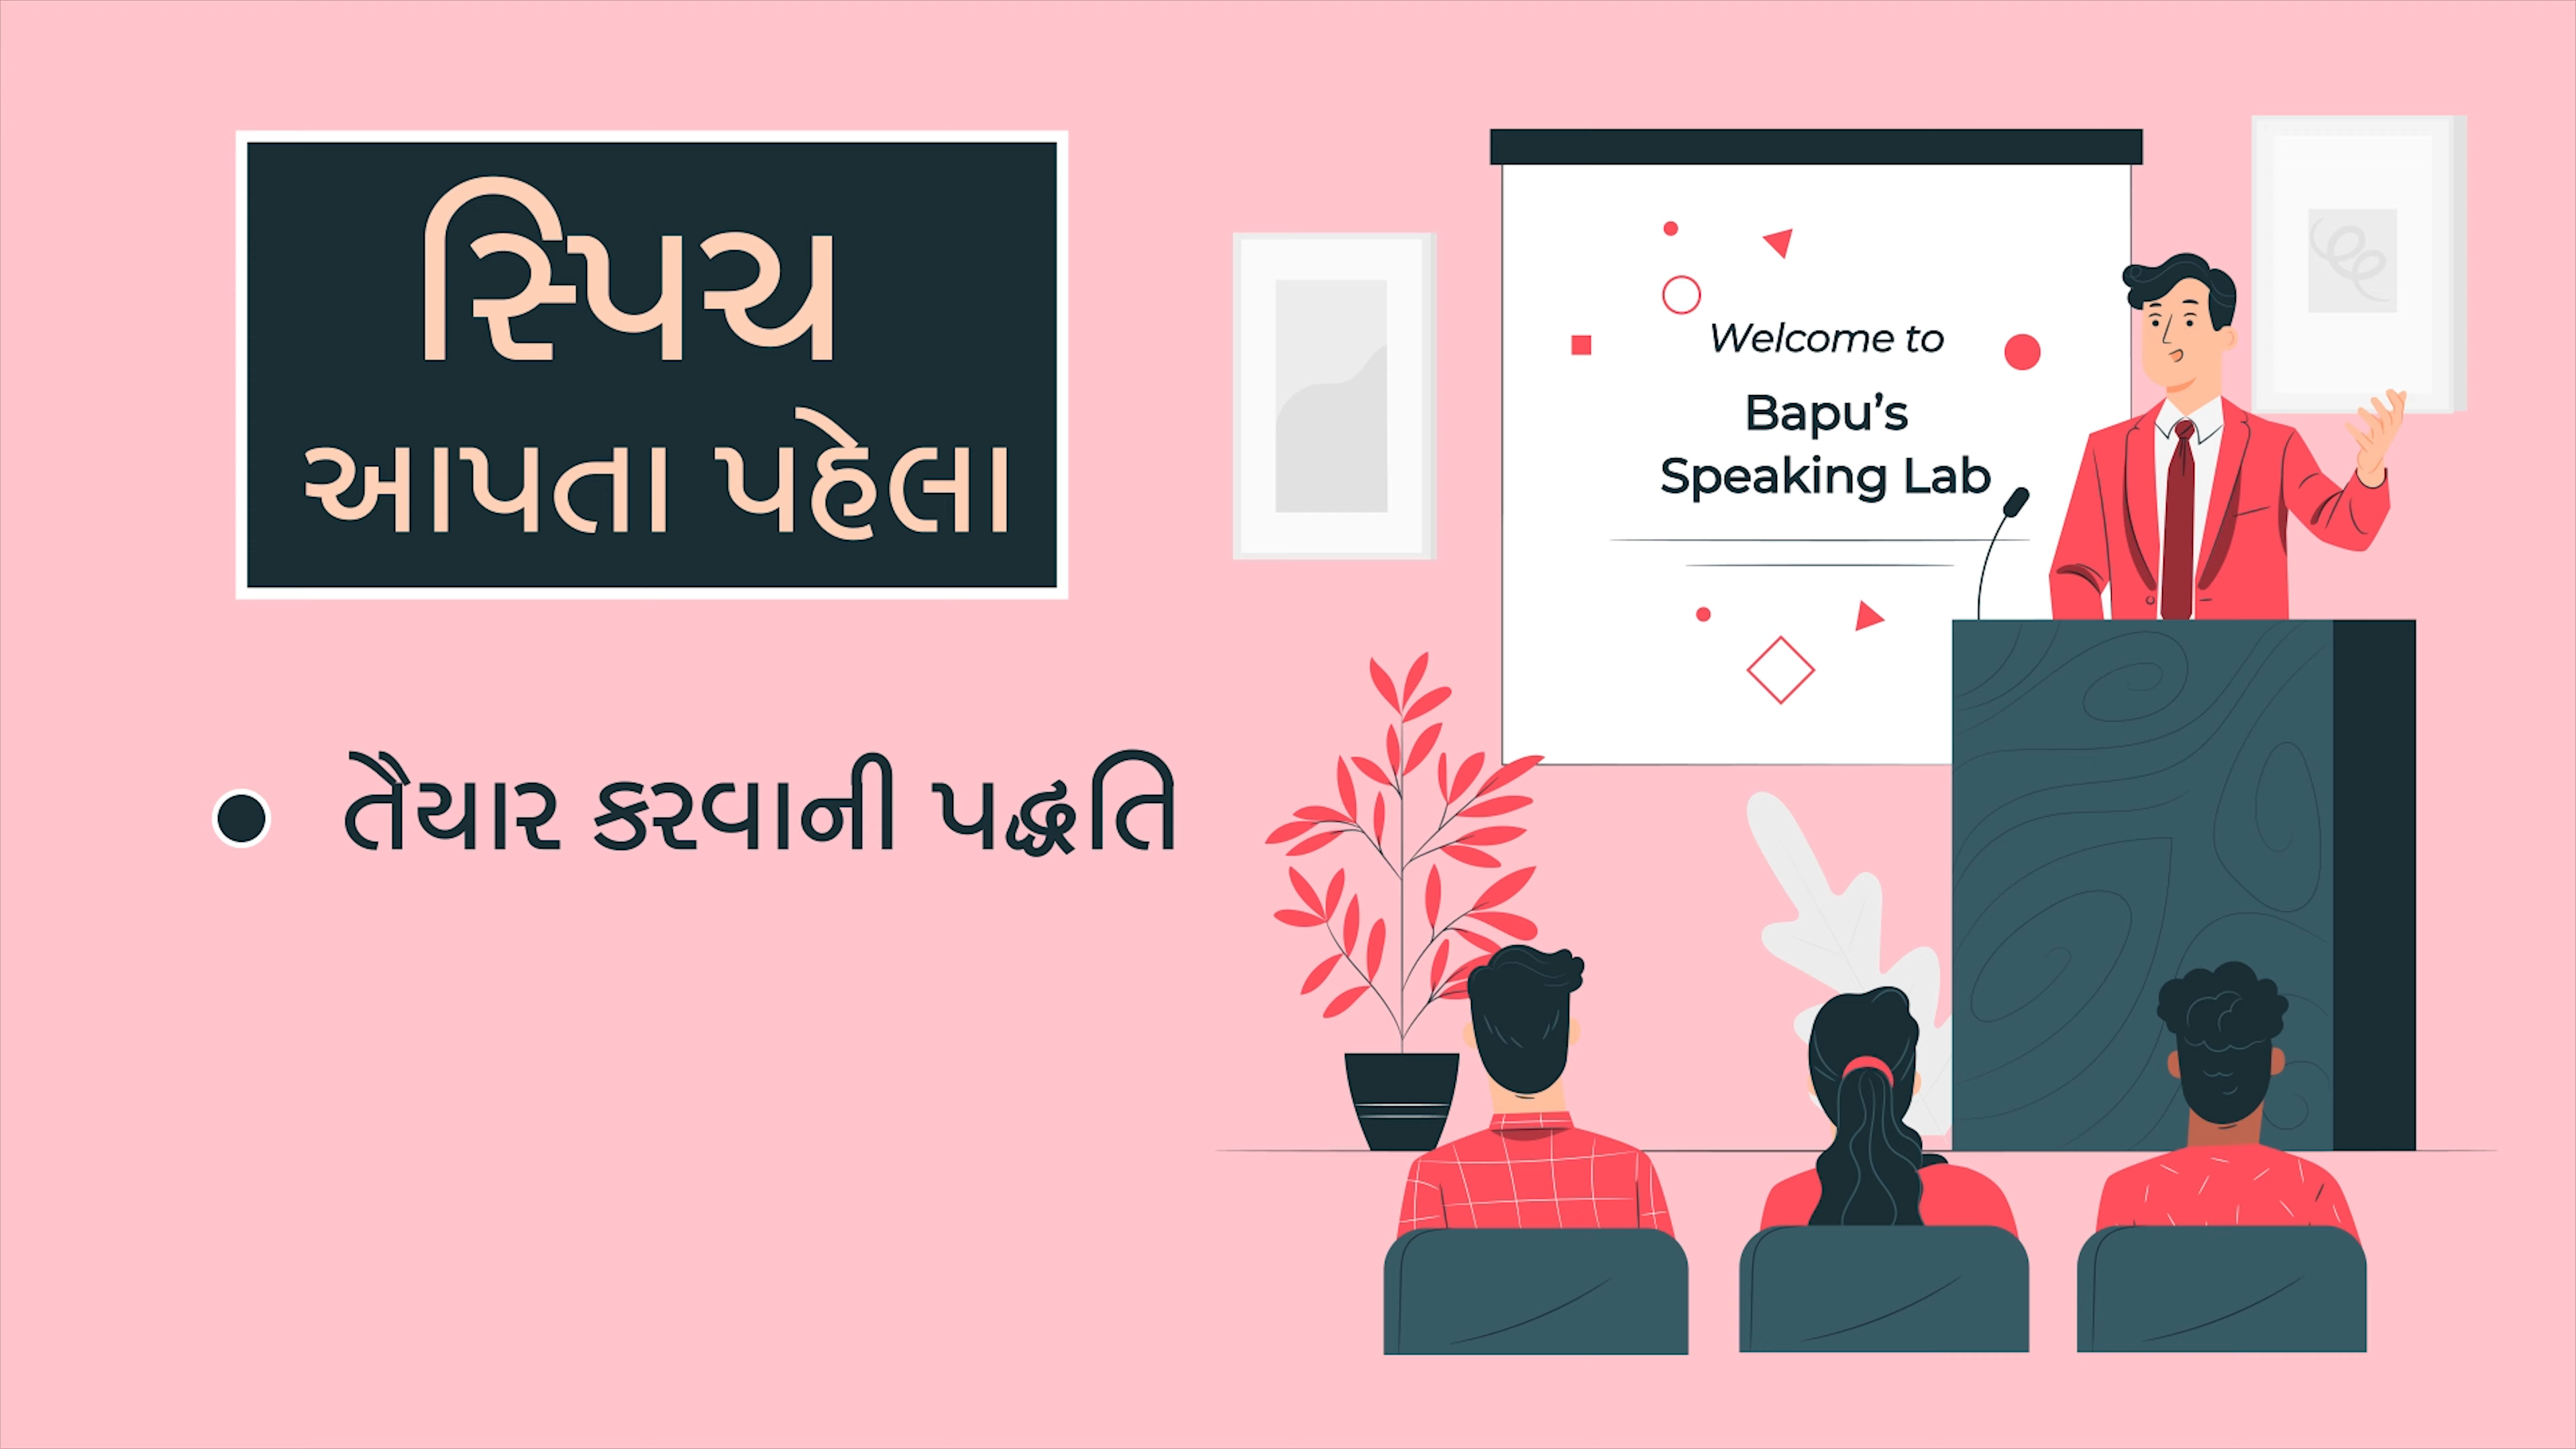 સ્પિચ
આપતા પહેલા
તૈયાર કરવાની પદ્ધતિ
Welcome to
Bapu's
Speaking Lab